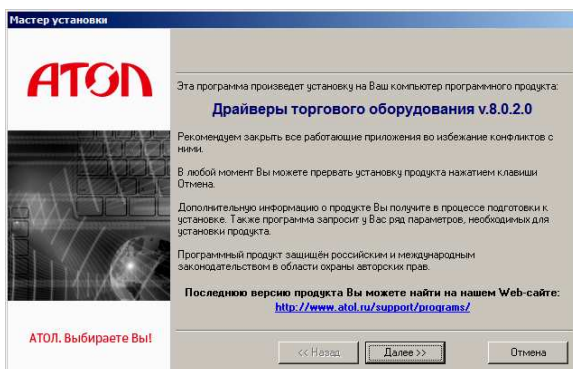 Мастер установки
АТОЛ
Эта программа произведет установку на Ваш компьютер программного продукта:
Драйверы торгового оборудования v.8.0.2.0
Рекомендуем закрыть все работающие приложения во избежание конфликтов с
ними.
В любой момент Вы можете прервать установку продукта нажатием клавиши
Отмена.
Дополнительную информацию о продукте Вы получите в процессе подготовки к
установке. Также программа запросит у Вас ряд параметров, необходимых для
установки продукта.
Программный продукт защищён российским и международным
законодательством в области охраны авторских прав.
Последнюю версию продукта Вы можете найти на нашем Web-сайте:
http://www.atol.ru/support/programs/
АТОЛ. Выбираете Вы!
<< Назад
Далее >>
Отмена